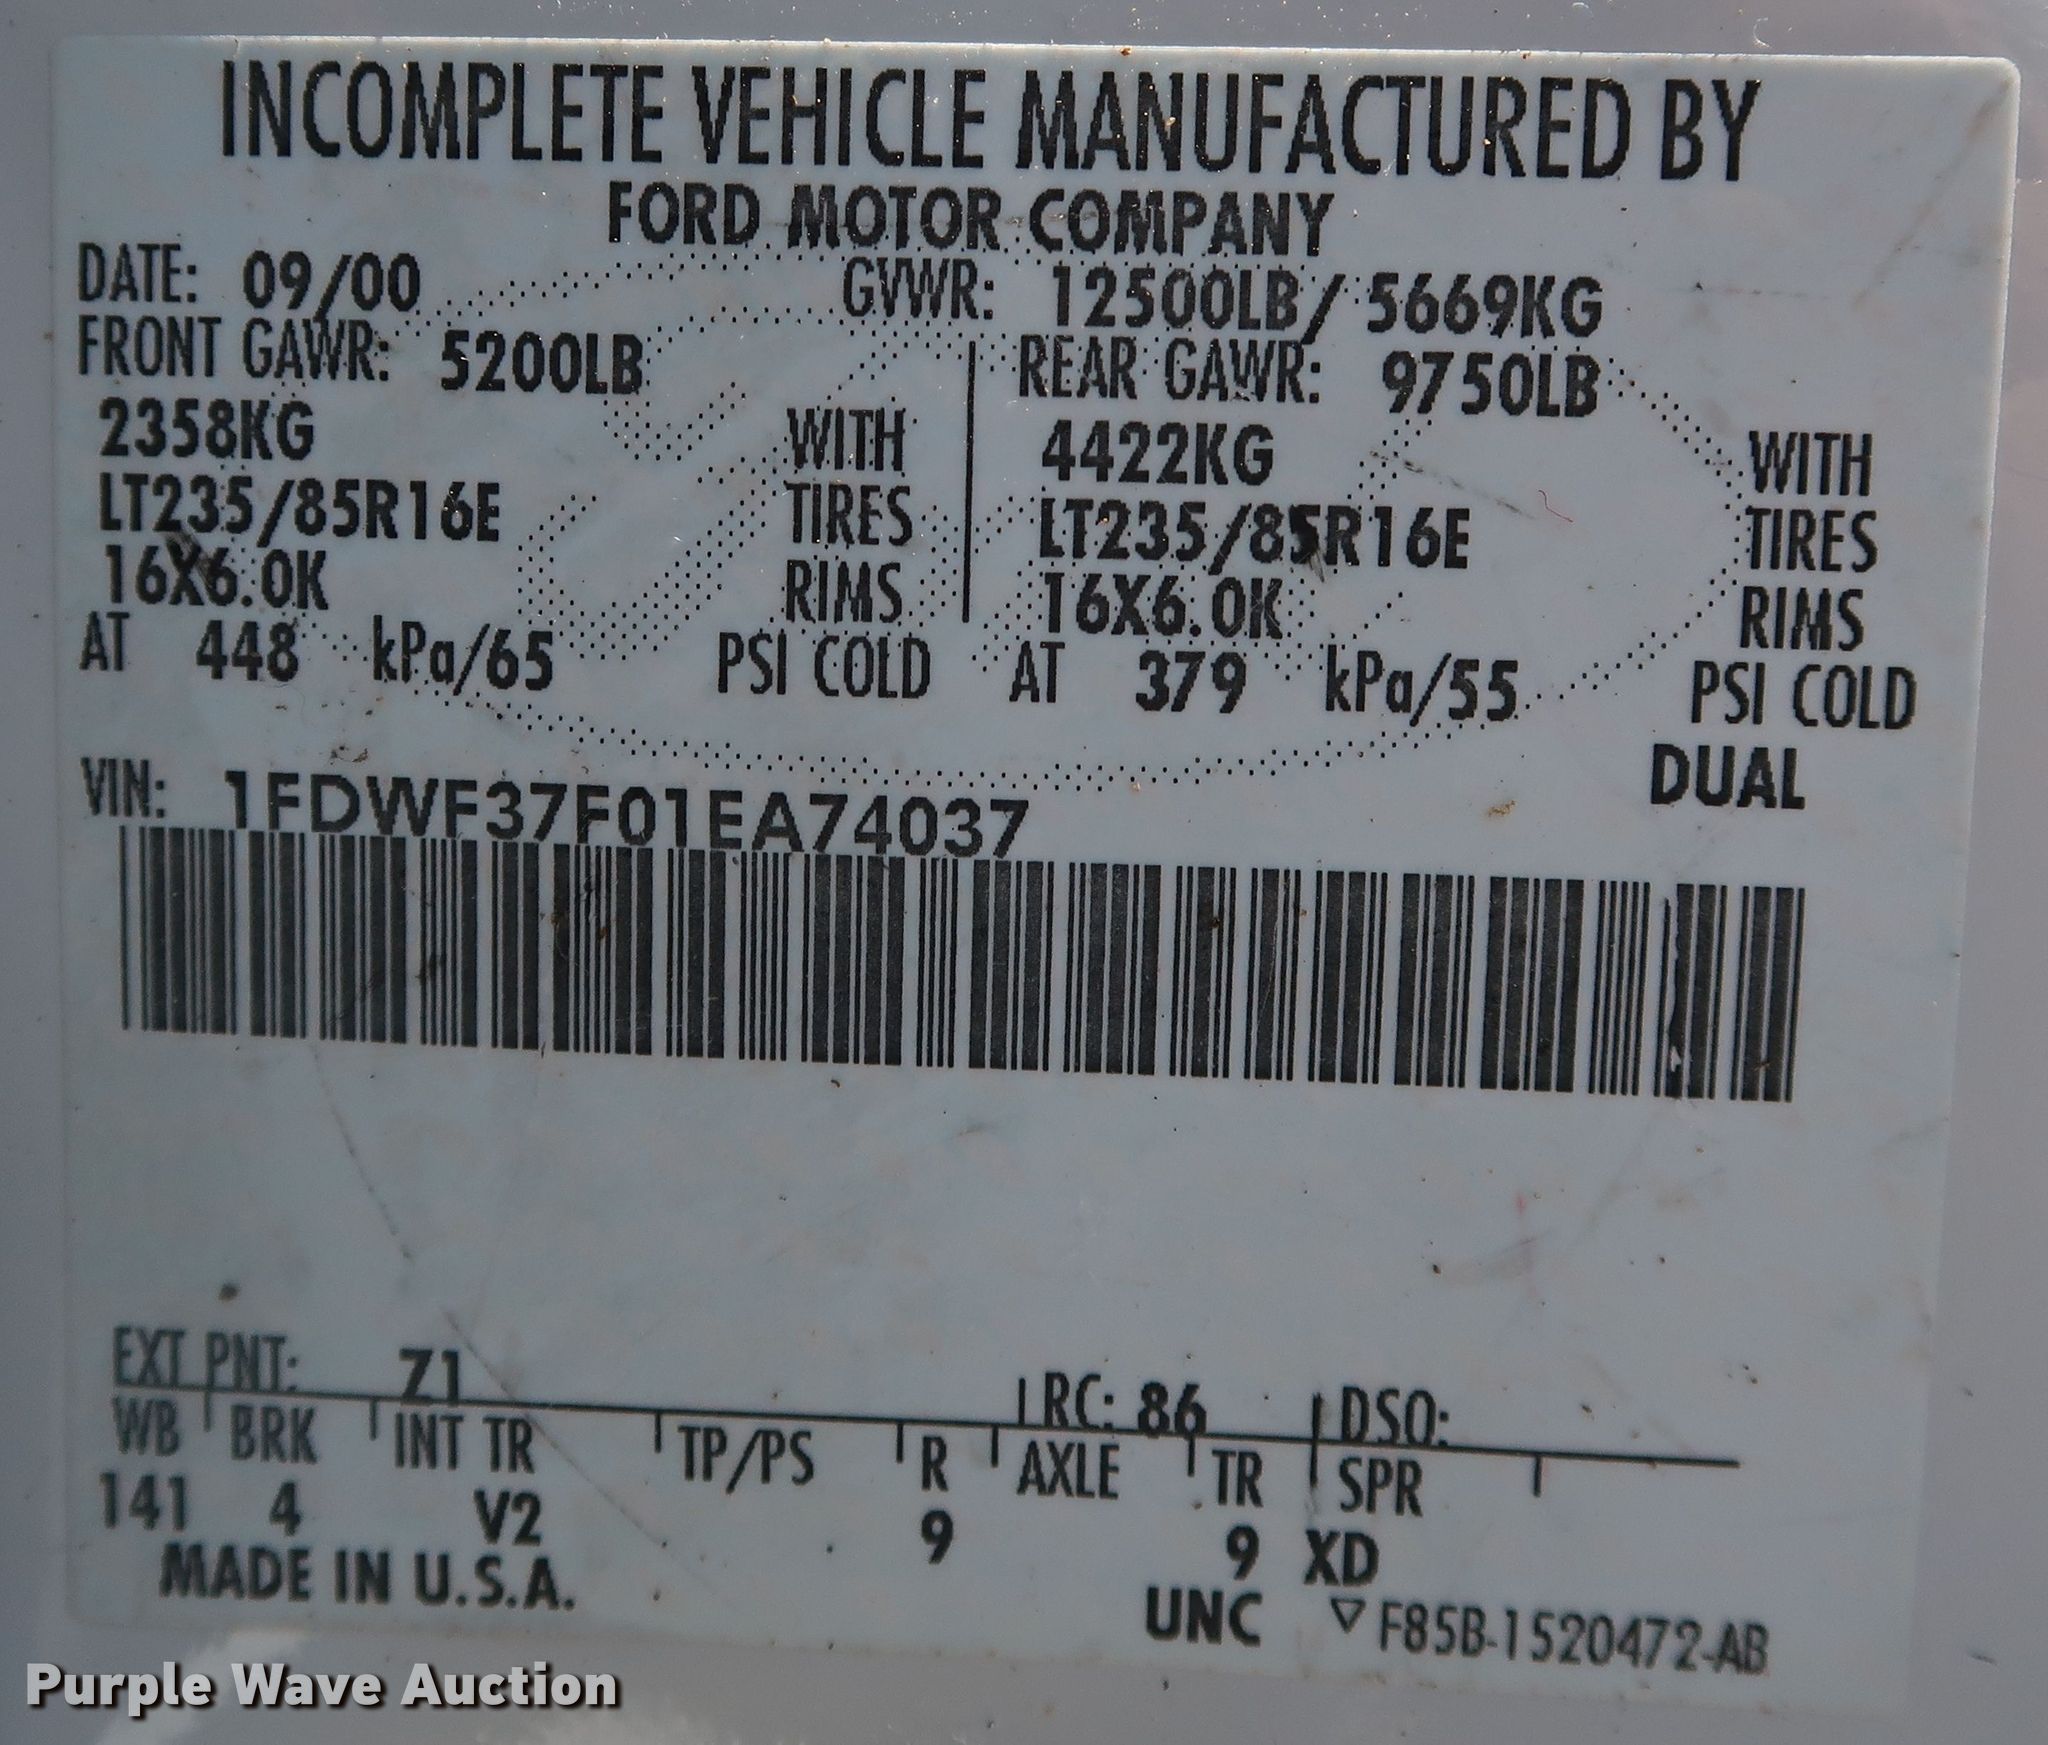 INCOMPLETE VEHICLE MANUFACTURED BY
FORD MOTOR COMPANY
DATE: 09/00 GVWR: 12500LB/ 5669KG
FRONT GAWR: 5200LB REAR GAWR: 9750LB
2358KG WITH 4422KG WITH
LT235/85R16E TIRES LT235/85R16E TIRES
16X6.0K RIMS 16X6.0K RIMS
AT 448 kPa/65 PSI COLD AT 379 kPa/55 PSI COLD
DUAL
VIN: 1FDWF37F01EA74037
EXT PNT: Z1 RC: 86 DSO:
WB BRK INT TR TP/PS R AXLE TR SPR
141 4 V2 9 9 XD
MADE IN U.S.A.
UNC ▽ F85B-1520472-AB
Purple Wave Auction